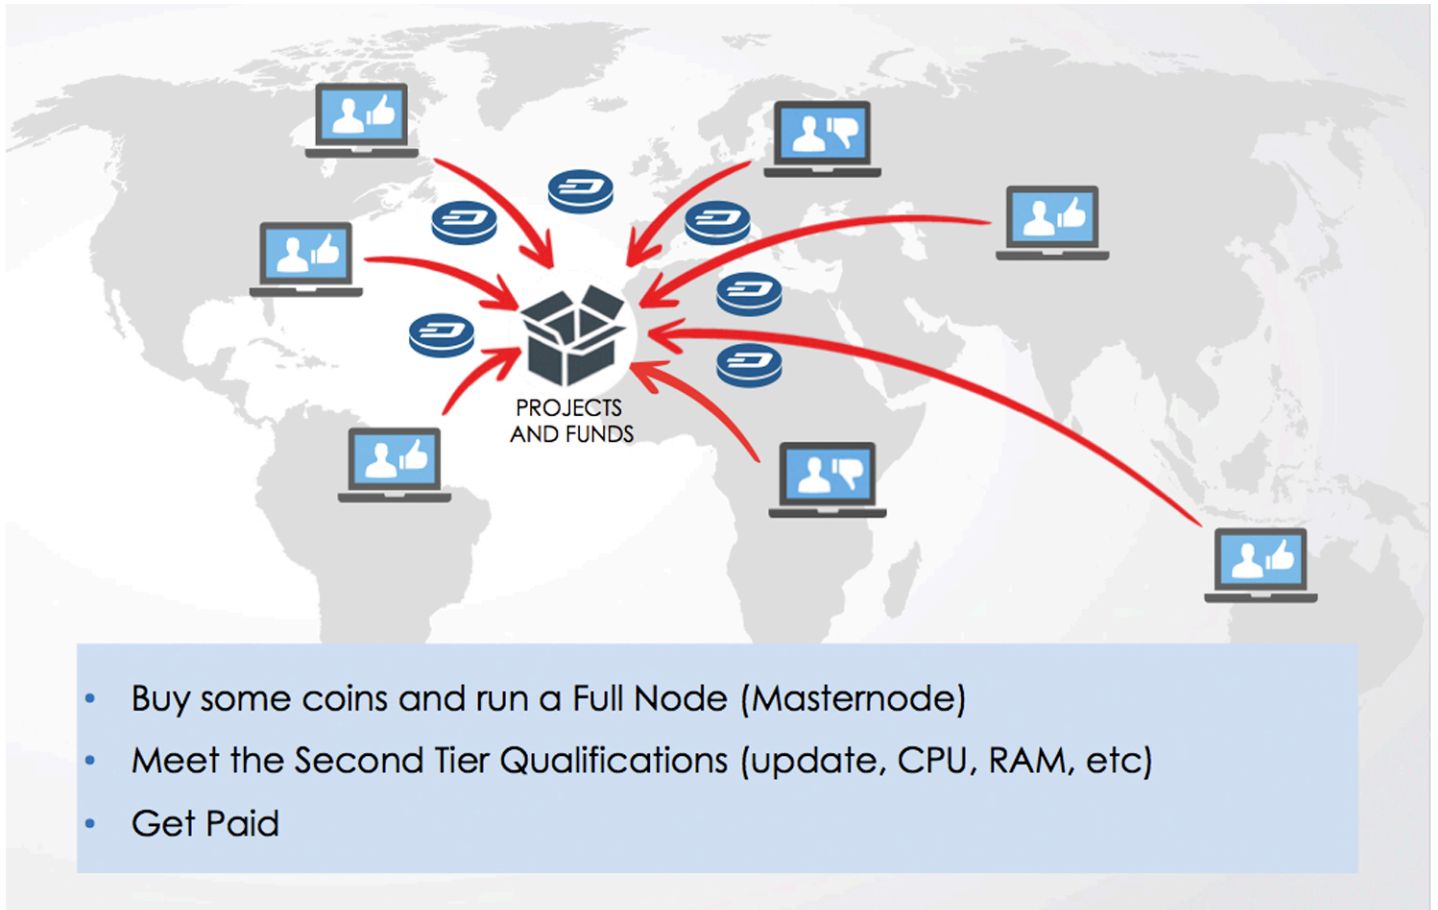 PROJECTS
AND FUNDS
• Buy some coins and run a Full Node (Masternode)
• Meet the Second Tier Qualifications (update, CPU, RAM, etc)
• Get Paid